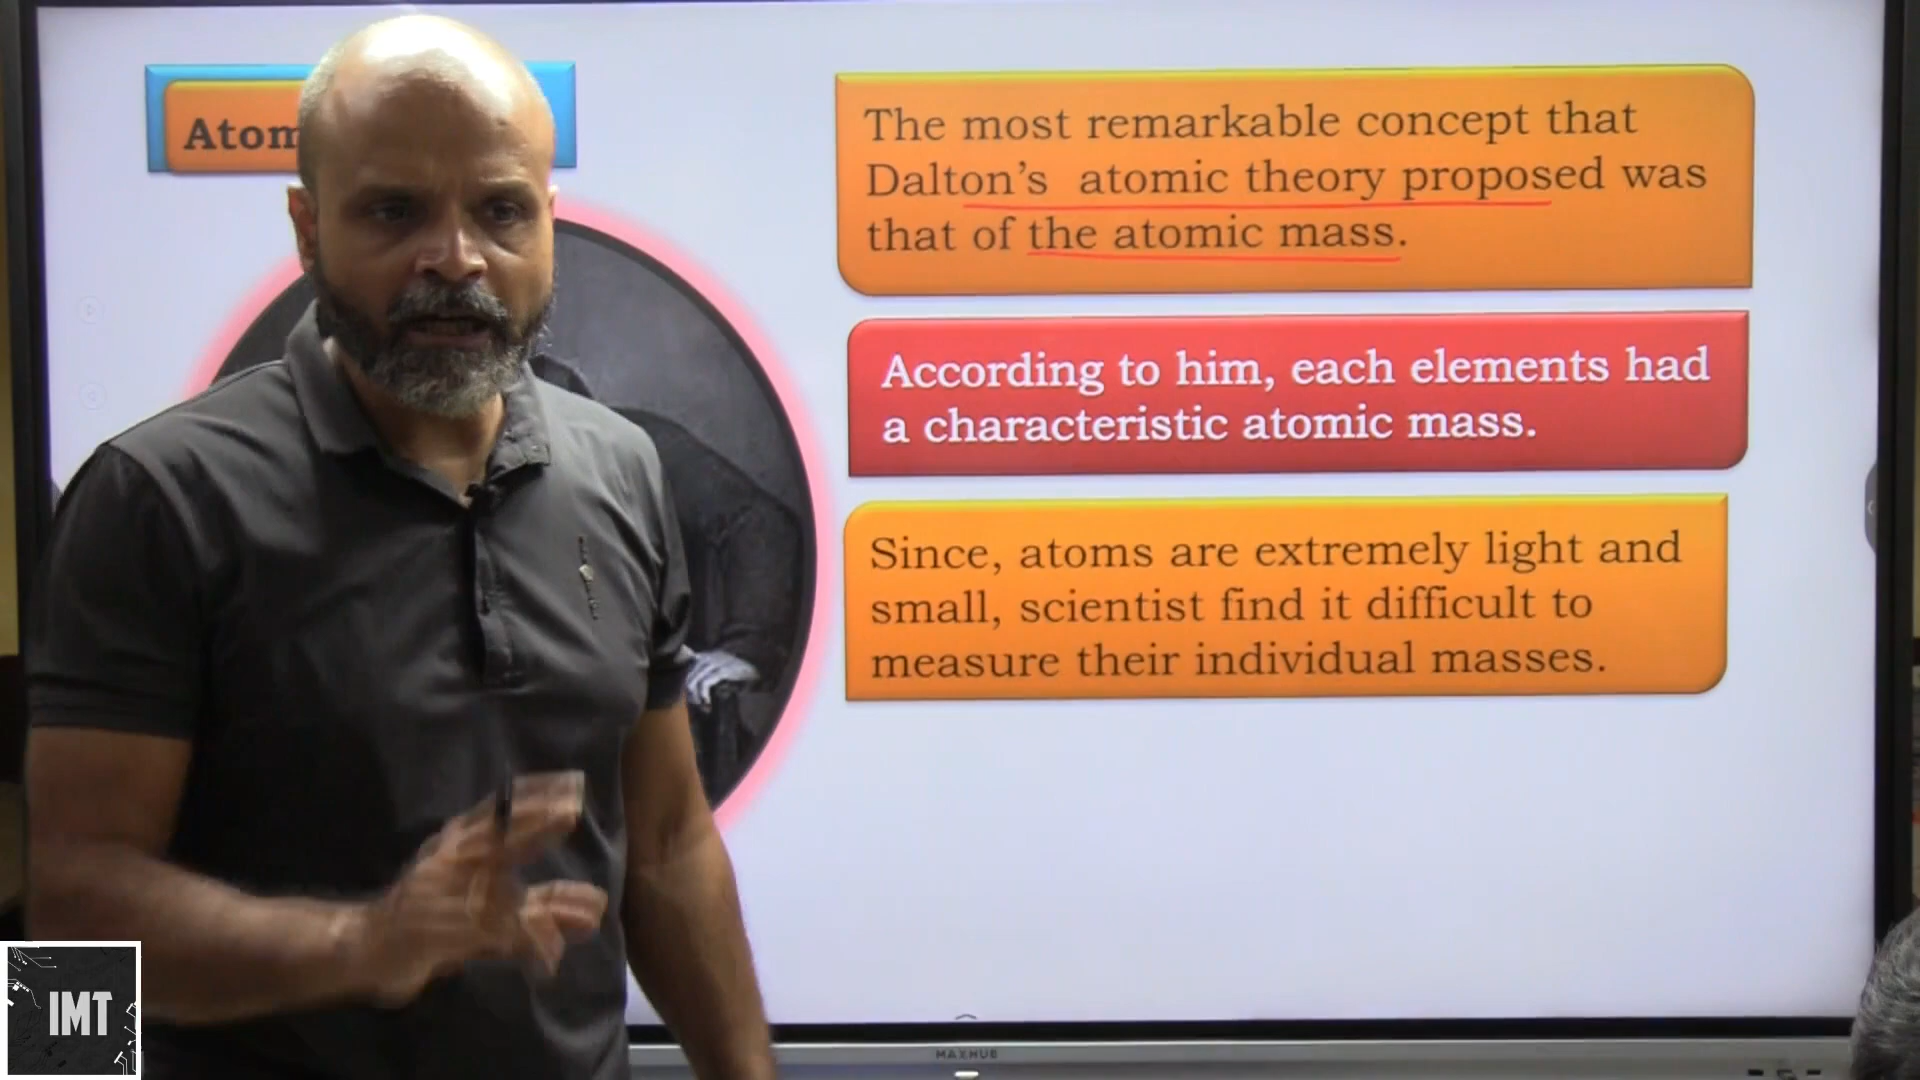 Atom
The most remarkable concept that
Dalton's atomic theory proposed was
that of the atomic mass.
According to him, each elements had
a characteristic atomic mass.
Since, atoms are extremely light and
small, scientist find it difficult to
measure their individual masses.
MAXHUB
IMT